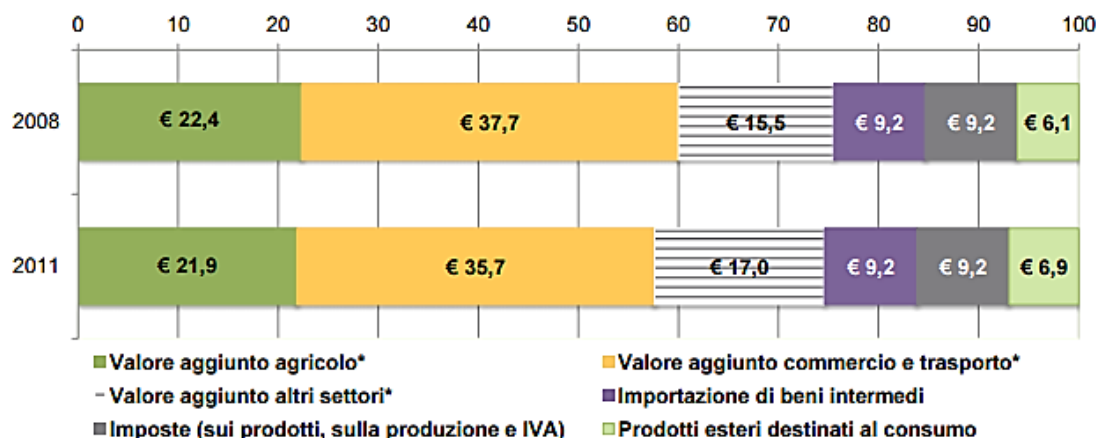 0 10 20 30 40 50 60 70 80 90 100
2008 € 22,4 € 37,7 € 15,5 € 9,2 € 9,2 € 6,1
2011 € 21,9 € 35,7 € 17,0 € 9,2 € 9,2 € 6,9
Valore aggiunto agricolo* Valore aggiunto commercio e trasporto*
Valore aggiunto altri settori* Importazione di beni intermedi
Imposte (sui prodotti, sulla produzione e IVA) Prodotti esteri destinati al consumo